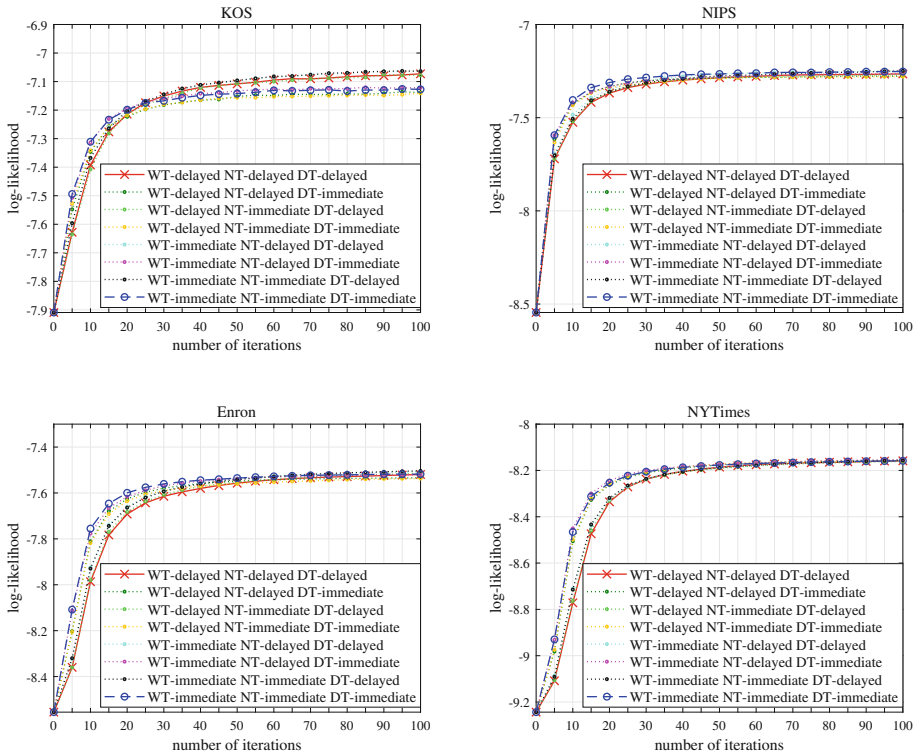 KOS
-6.9
-7
-7.1
-7.2
-7.3
-7.4
-7.5
-7.6
-7.7
-7.8
-7.9
log-likelihood
WT-delayed NT-delayed DT-delayed
WT-delayed NT-delayed DT-immediate
WT-delayed NT-immediate DT-delayed
WT-delayed NT-immediate DT-immediate
WT-immediate NT-delayed DT-delayed
WT-immediate NT-delayed DT-immediate
WT-immediate NT-immediate DT-delayed
WT-immediate NT-immediate DT-immediate
0 10 20 30 40 50 60 70 80 90 100
number of iterations
NIPS
-7
-7.5
-8
-8.5
log-likelihood
WT-delayed NT-delayed DT-delayed
WT-delayed NT-delayed DT-immediate
WT-delayed NT-immediate DT-delayed
WT-delayed NT-immediate DT-immediate
WT-immediate NT-delayed DT-delayed
WT-immediate NT-delayed DT-immediate
WT-immediate NT-immediate DT-delayed
WT-immediate NT-immediate DT-immediate
0 10 20 30 40 50 60 70 80 90 100
number of iterations
Enron
-7.4
-7.6
-7.8
-8
-8.2
-8.4
log-likelihood
WT-delayed NT-delayed DT-delayed
WT-delayed NT-delayed DT-immediate
WT-delayed NT-immediate DT-delayed
WT-delayed NT-immediate DT-immediate
WT-immediate NT-delayed DT-delayed
WT-immediate NT-delayed DT-immediate
WT-immediate NT-immediate DT-delayed
WT-immediate NT-immediate DT-immediate
0 10 20 30 40 50 60 70 80 90 100
number of iterations
NYTimes
-8
-8.2
-8.4
-8.6
-8.8
-9
-9.2
log-likelihood
WT-delayed NT-delayed DT-delayed
WT-delayed NT-delayed DT-immediate
WT-delayed NT-immediate DT-delayed
WT-delayed NT-immediate DT-immediate
WT-immediate NT-delayed DT-delayed
WT-immediate NT-delayed DT-immediate
WT-immediate NT-immediate DT-delayed
WT-immediate NT-immediate DT-immediate
0 10 20 30 40 50 60 70 80 90 100
number of iterations